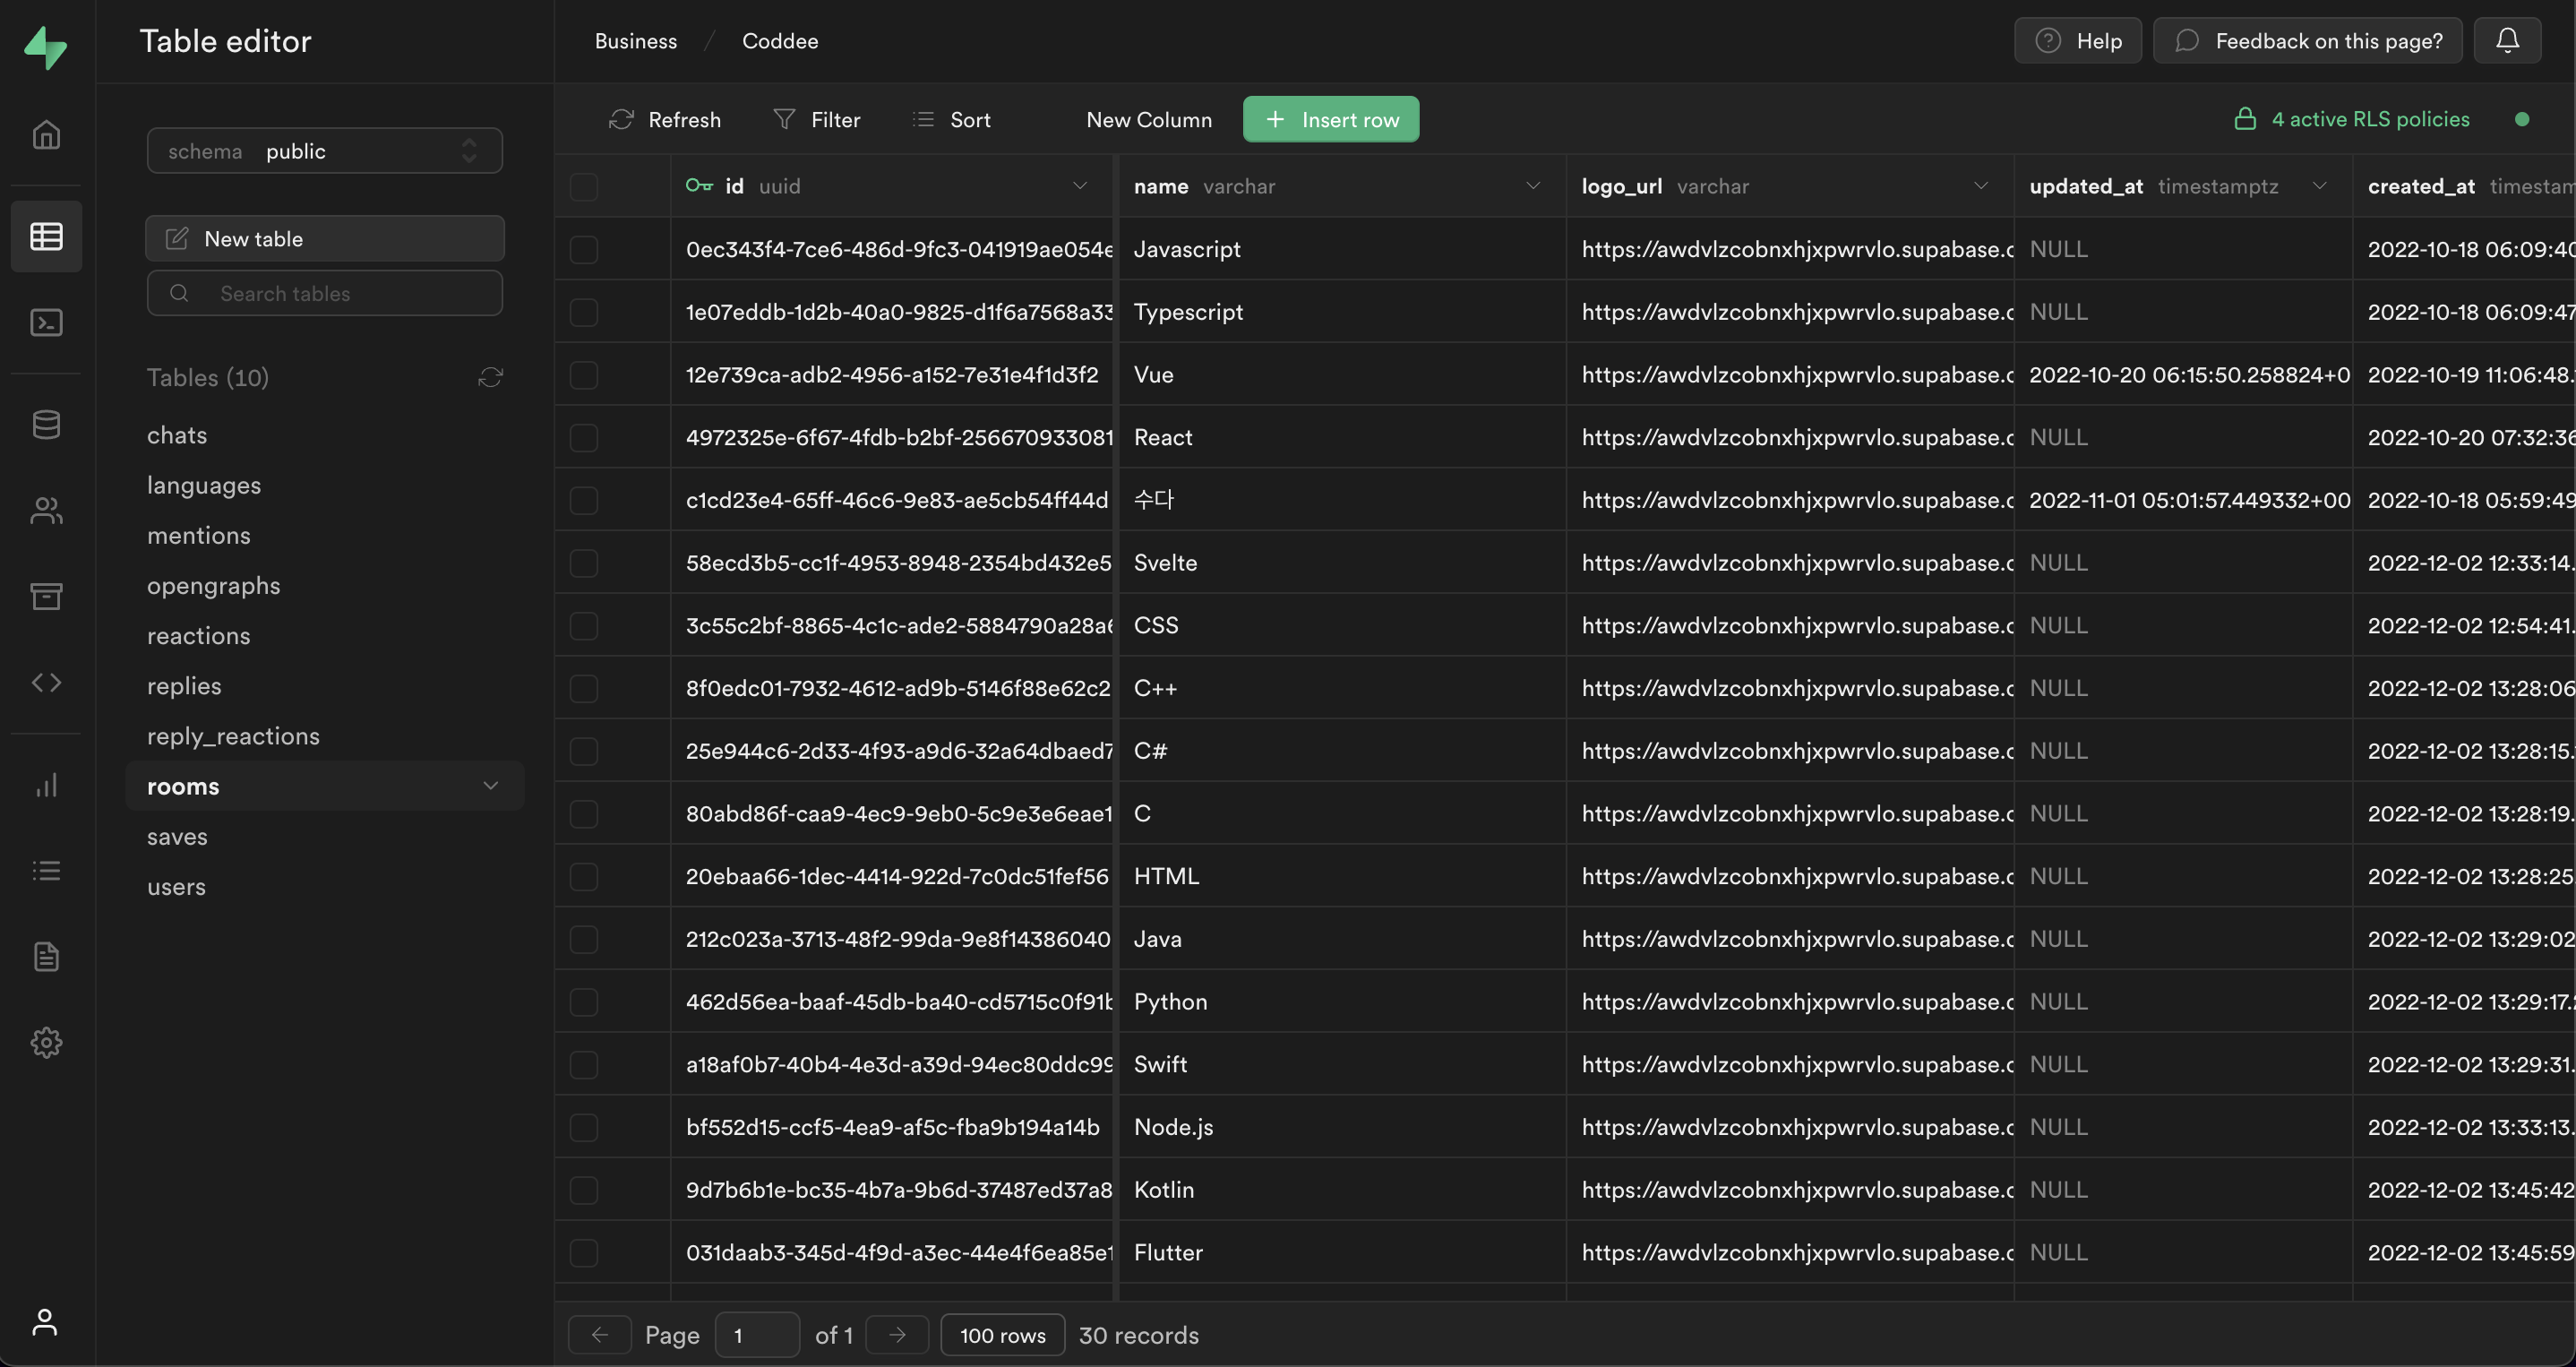 Table editor
Business / Coddee
Help
Feedback on this page?
schema public
New table
Search tables
Tables (10)
chats
languages
mentions
opengraphs
reactions
replies
reply_reactions
rooms
saves
users
Refresh Filter Sort New Column + Insert row 4 active RLS policies
id uuid name varchar logo_url varchar updated_at timestamptz created_at timestam
0ec343f4-7ce6-486d-9fc3-041919ae054e Javascript https://awdvlzcobnxhjxpwrvlo.supabase.c NULL 2022-10-18 06:09:40
1e07eddb-1d2b-40a0-9825-d1f6a7568a33 Typescript https://awdvlzcobnxhjxpwrvlo.supabase.c NULL 2022-10-18 06:09:47
12e739ca-adb2-4956-a152-7e31e4f1d3f2 Vue https://awdvlzcobnxhjxpwrvlo.supabase.c 2022-10-20 06:15:50.258824+0 2022-10-19 11:06:48.
4972325e-6f67-4fdb-b2bf-256670933081 React https://awdvlzcobnxhjxpwrvlo.supabase.c NULL 2022-10-20 07:32:36
c1cd23e4-65ff-46c6-9e83-ae5cb54ff44d 수다 https://awdvlzcobnxhjxpwrvlo.supabase.c 2022-11-01 05:01:57.449332+00 2022-10-18 05:59:49
58ecd3b5-cc1f-4953-8948-2354bd432e5 Svelte https://awdvlzcobnxhjxpwrvlo.supabase.c NULL 2022-12-02 12:33:14.
3c55c2bf-8865-4c1c-ade2-5884790a28a6 CSS https://awdvlzcobnxhjxpwrvlo.supabase.c NULL 2022-12-02 12:54:41.
8f0edc01-7932-4612-ad9b-5146f88e62c2 C++ https://awdvlzcobnxhjxpwrvlo.supabase.c NULL 2022-12-02 13:28:06
25e944c6-2d33-4f93-a9d6-32a64dbaed7 C# https://awdvlzcobnxhjxpwrvlo.supabase.c NULL 2022-12-02 13:28:15.
80abd86f-caa9-4ec9-9eb0-5c9e3e6eae1 C https://awdvlzcobnxhjxpwrvlo.supabase.c NULL 2022-12-02 13:28:19.
20ebaa66-1dec-4414-922d-7c0dc51fef56 HTML https://awdvlzcobnxhjxpwrvlo.supabase.c NULL 2022-12-02 13:28:25
212c023a-3713-48f2-99da-9e8f14386040 Java https://awdvlzcobnxhjxpwrvlo.supabase.c NULL 2022-12-02 13:29:02
462d56ea-baaf-45db-ba40-cd5715c0f91b Python https://awdvlzcobnxhjxpwrvlo.supabase.c NULL 2022-12-02 13:29:17.
a18af0b7-40b4-4e3d-a39d-94ec80ddc99 Swift https://awdvlzcobnxhjxpwrvlo.supabase.c NULL 2022-12-02 13:29:31.
bf552d15-ccf5-4ea9-af5c-fba9b194a14b Node.js https://awdvlzcobnxhjxpwrvlo.supabase.c NULL 2022-12-02 13:33:13.
9d7b6b1e-bc35-4b7a-9b6d-37487ed37a8 Kotlin https://awdvlzcobnxhjxpwrvlo.supabase.c NULL 2022-12-02 13:45:42
031daab3-345d-4f9d-a3ec-44e4f6ea85e1 Flutter https://awdvlzcobnxhjxpwrvlo.supabase.c NULL 2022-12-02 13:45:59
Page 1 of 1 100 rows 30 records